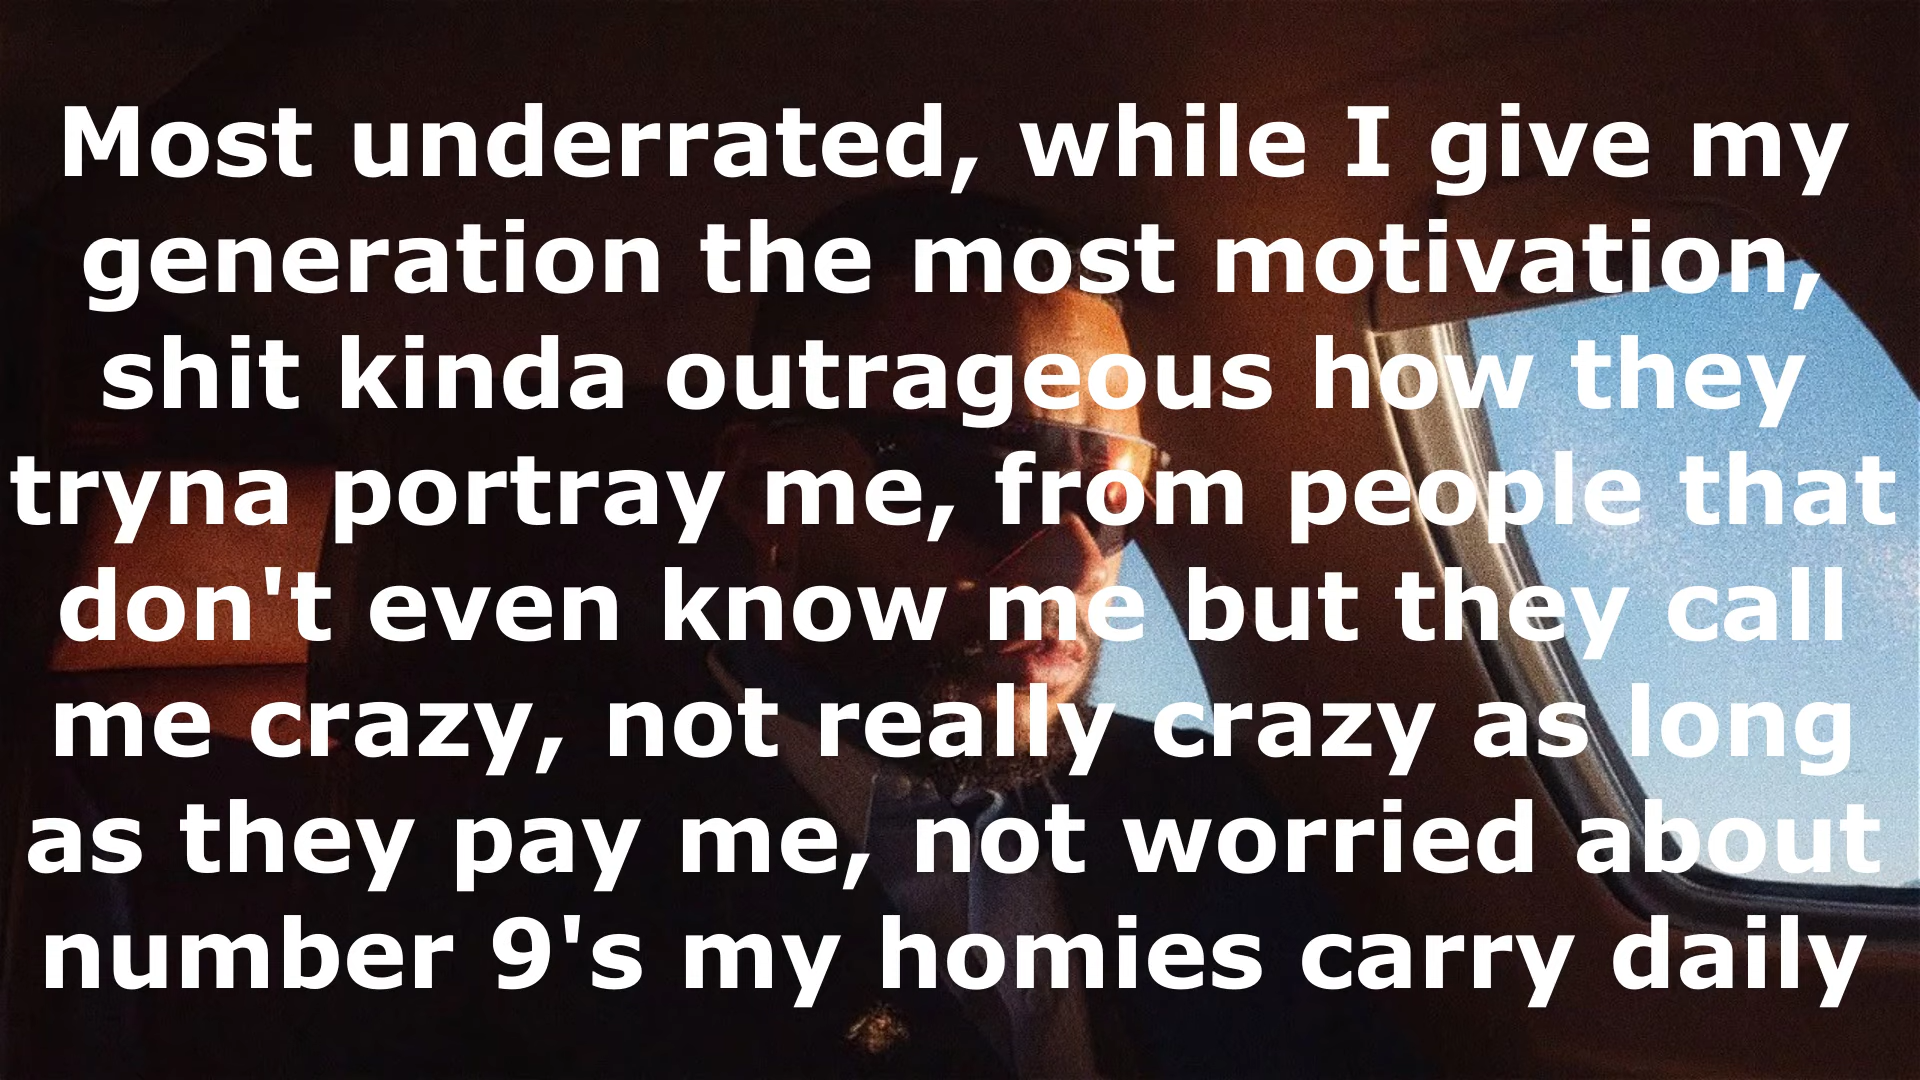 Most underrated, while I give my
generation the most motivation,
shit kinda outrageous how they
tryna portray me, from people that
don't even know me but they call
me crazy, not really crazy as long
as they pay me, not worried about
number 9's my homies carry daily